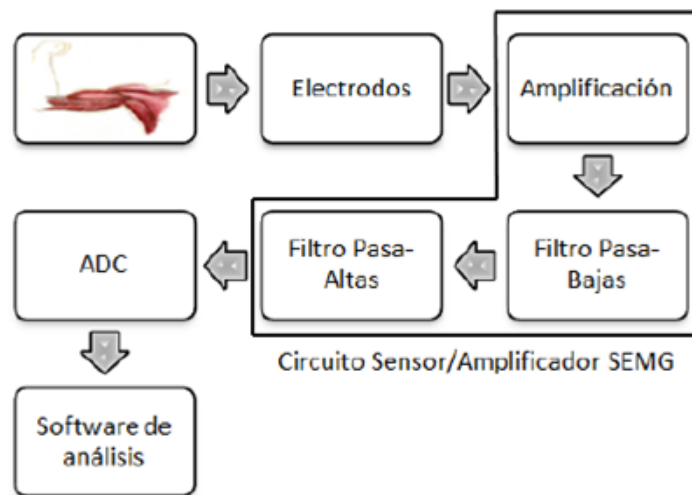 Electrodos
Amplificación
ADC
Filtro Pasa-
Altas
Filtro Pasa-
Bajas
Circuito Sensor/Amplificador SEMG
Software de
análisis